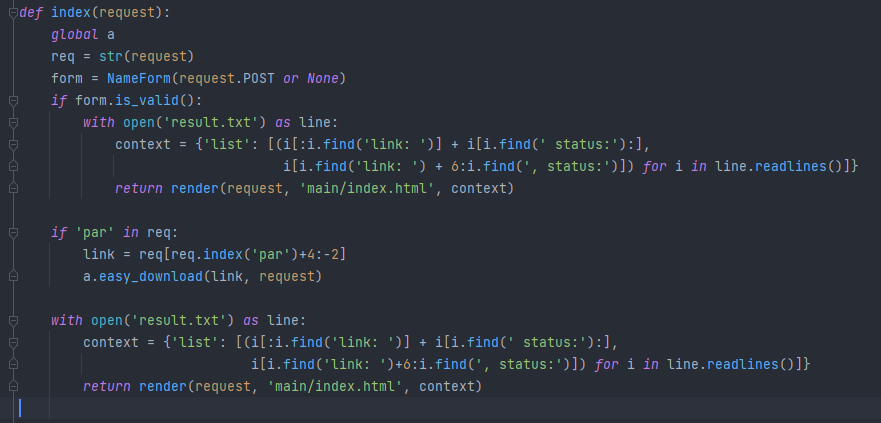 def index(request):
    global a
    req = str(request)
    form = NameForm(request.POST or None)
    if form.is_valid():
        with open('result.txt') as line:
            context = {'list': [(i[:i.find('link: ')] + i[i.find(' status:'):],
                                 i[i.find('link: ') + 6:i.find(', status:')]) for i in line.readlines()]}
            return render(request, 'main/index.html', context)

    if 'par' in req:
        link = req[req.index('par')+4:-2]
        a.easy_download(link, request)

    with open('result.txt') as line:
        context = {'list': [(i[:i.find('link: ')] + i[i.find(' status:'):],
                             i[i.find('link: ')+6:i.find(', status:')]) for i in line.readlines()]}
        return render(request, 'main/index.html', context)